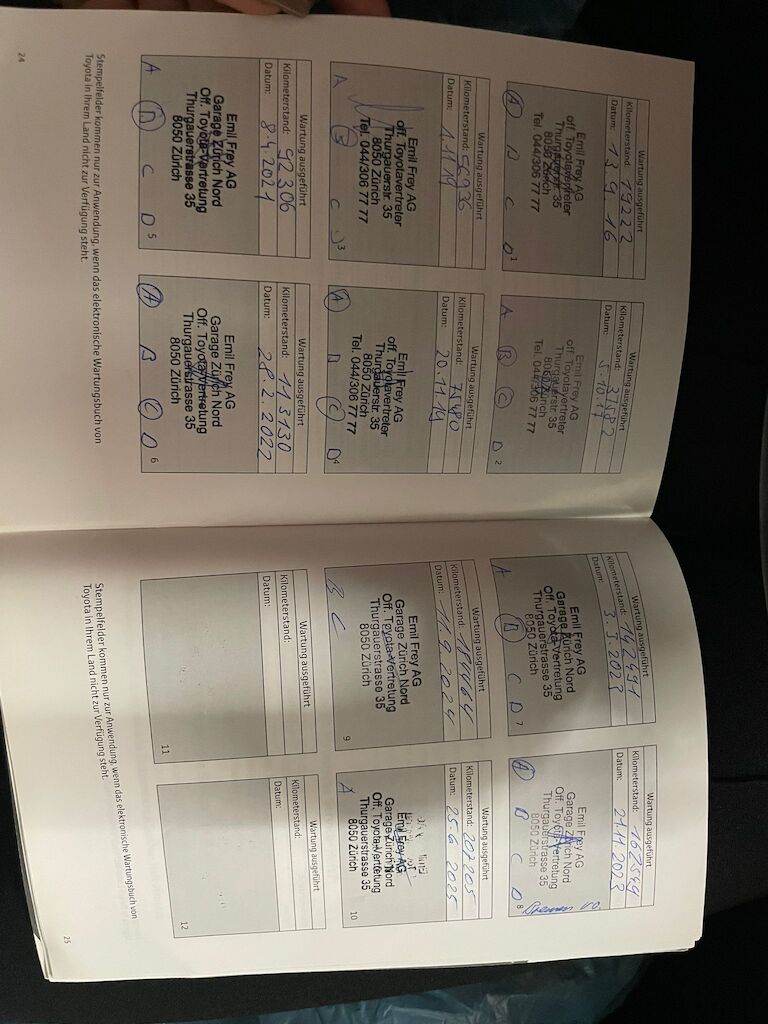 Wartung ausgeführt
Kilometerstand: 19222
Datum: 13.9.16
Emil Frey AG
off. Toyotavertreter
Thurgauerstr. 35
8050 Zürich
Tel. 044/306 77 77
A B C D
1
Wartung ausgeführt
Kilometerstand: 37582
Datum: 5.10.17
Emil Frey AG
off. Toyotavertreter
Thurgauerstr. 35
8050 Zürich
Tel. 044/306 77 77
A B C D
2
Wartung ausgeführt
Kilometerstand: 56936
Datum:
Emil Frey AG
off. Toyotavertreter
Thurgauerstr. 35
8050 Zürich
Tel. 044/306 77 77
A B C D
3
Wartung ausgeführt
Kilometerstand: 75480
Datum: 20.11.19
Emil Frey AG
off. Toyotavertreter
Thurgauerstr. 35
8050 Zürich
Tel. 044/306 77 77
A B C D
4
Wartung ausgeführt
Kilometerstand: 92306
Datum: 8.4.2021
Emil Frey AG
Garage Zürich Nord
Off. Toyota-Vertretung
Thurgauerstrasse 35
8050 Zürich
A B C D
5
Wartung ausgeführt
Kilometerstand: 113130
Datum: 28.2.2022
Emil Frey AG
Garage Zürich Nord
Off. Toyota-Vertretung
Thurgauerstrasse 35
8050 Zürich
A B C D
6
Stempelfelder kommen nur zur Anwendung, wenn das elektronische Wartungsbuch von
Toyota in Ihrem Land nicht zur Verfügung steht.
24
Wartung ausgeführt
Kilometerstand: 142491
Datum: 3.5.2023
Emil Frey AG
Garage Zürich Nord
Off. Toyota-Vertretung
Thurgauerstrasse 35
8050 Zürich
A B C D
7
Wartung ausgeführt
Kilometerstand: 162549
Datum: 21.11.2023
Emil Frey AG
Garage Zürich Nord
Off. Toyota-Vertretung
Thurgauerstrasse 35
8050 Zürich
A B C D
8
Wartung ausgeführt
Kilometerstand:
Datum: 11.9.2024
Emil Frey AG
Garage Zürich Nord
Off. Toyota-Vertretung
Thurgauerstrasse 35
8050 Zürich
B C
9
Wartung ausgeführt
Kilometerstand: 207205
Datum: 25.6.2025
Emil Frey AG
Garage Zürich Nord
Off. Toyota-Vertretung
Thurgauerstrasse 35
8050 Zürich
A
10
Wartung ausgeführt
Kilometerstand:
Datum:
11
Wartung ausgeführt
Kilometerstand:
Datum:
12
Stempelfelder kommen nur zur Anwendung, wenn das elektronische Wartungsbuch von
Toyota in Ihrem Land nicht zur Verfügung steht.
25